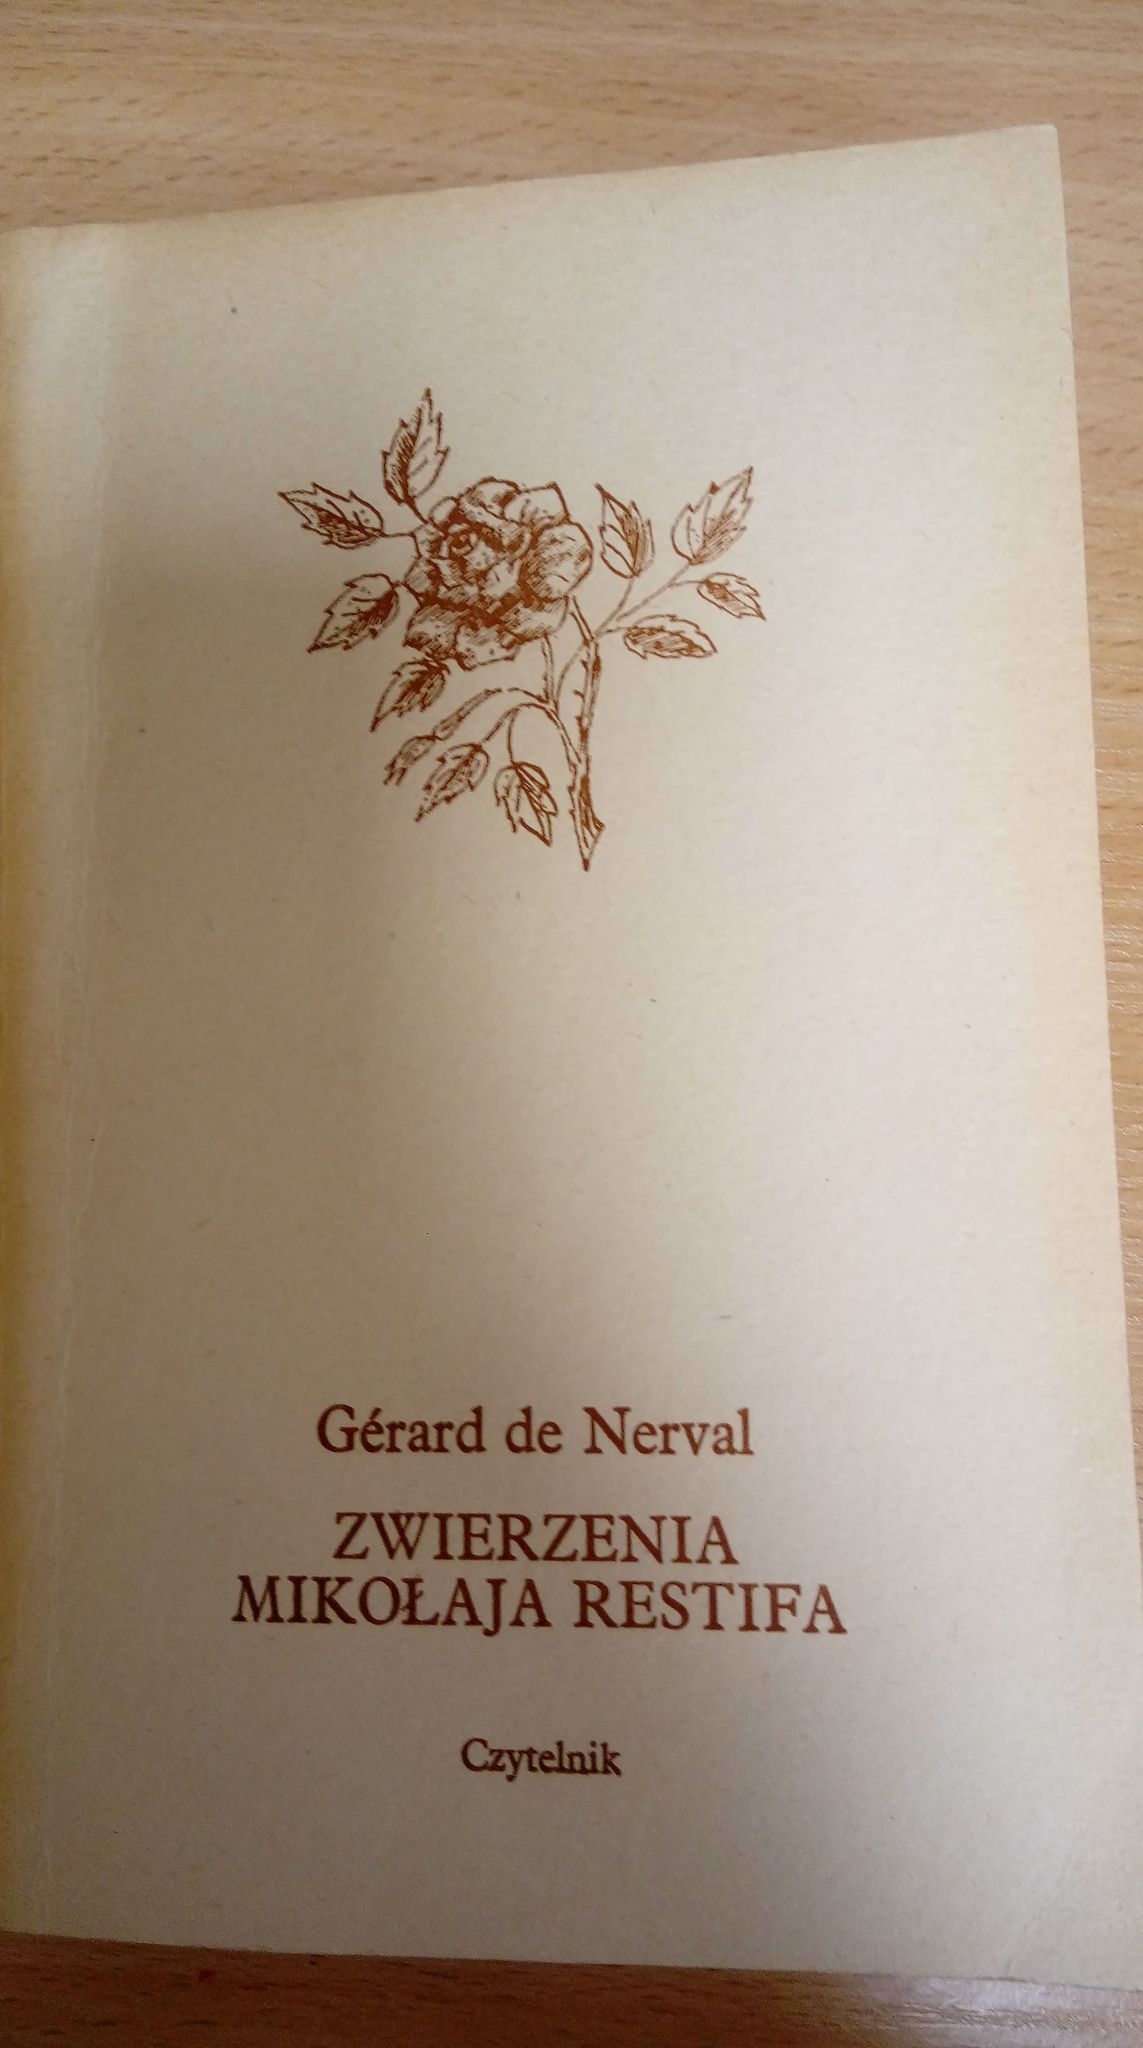 Gérard de Nerval
ZWIERZENIA
MIKOŁAJA RESTIFA
Czytelnik